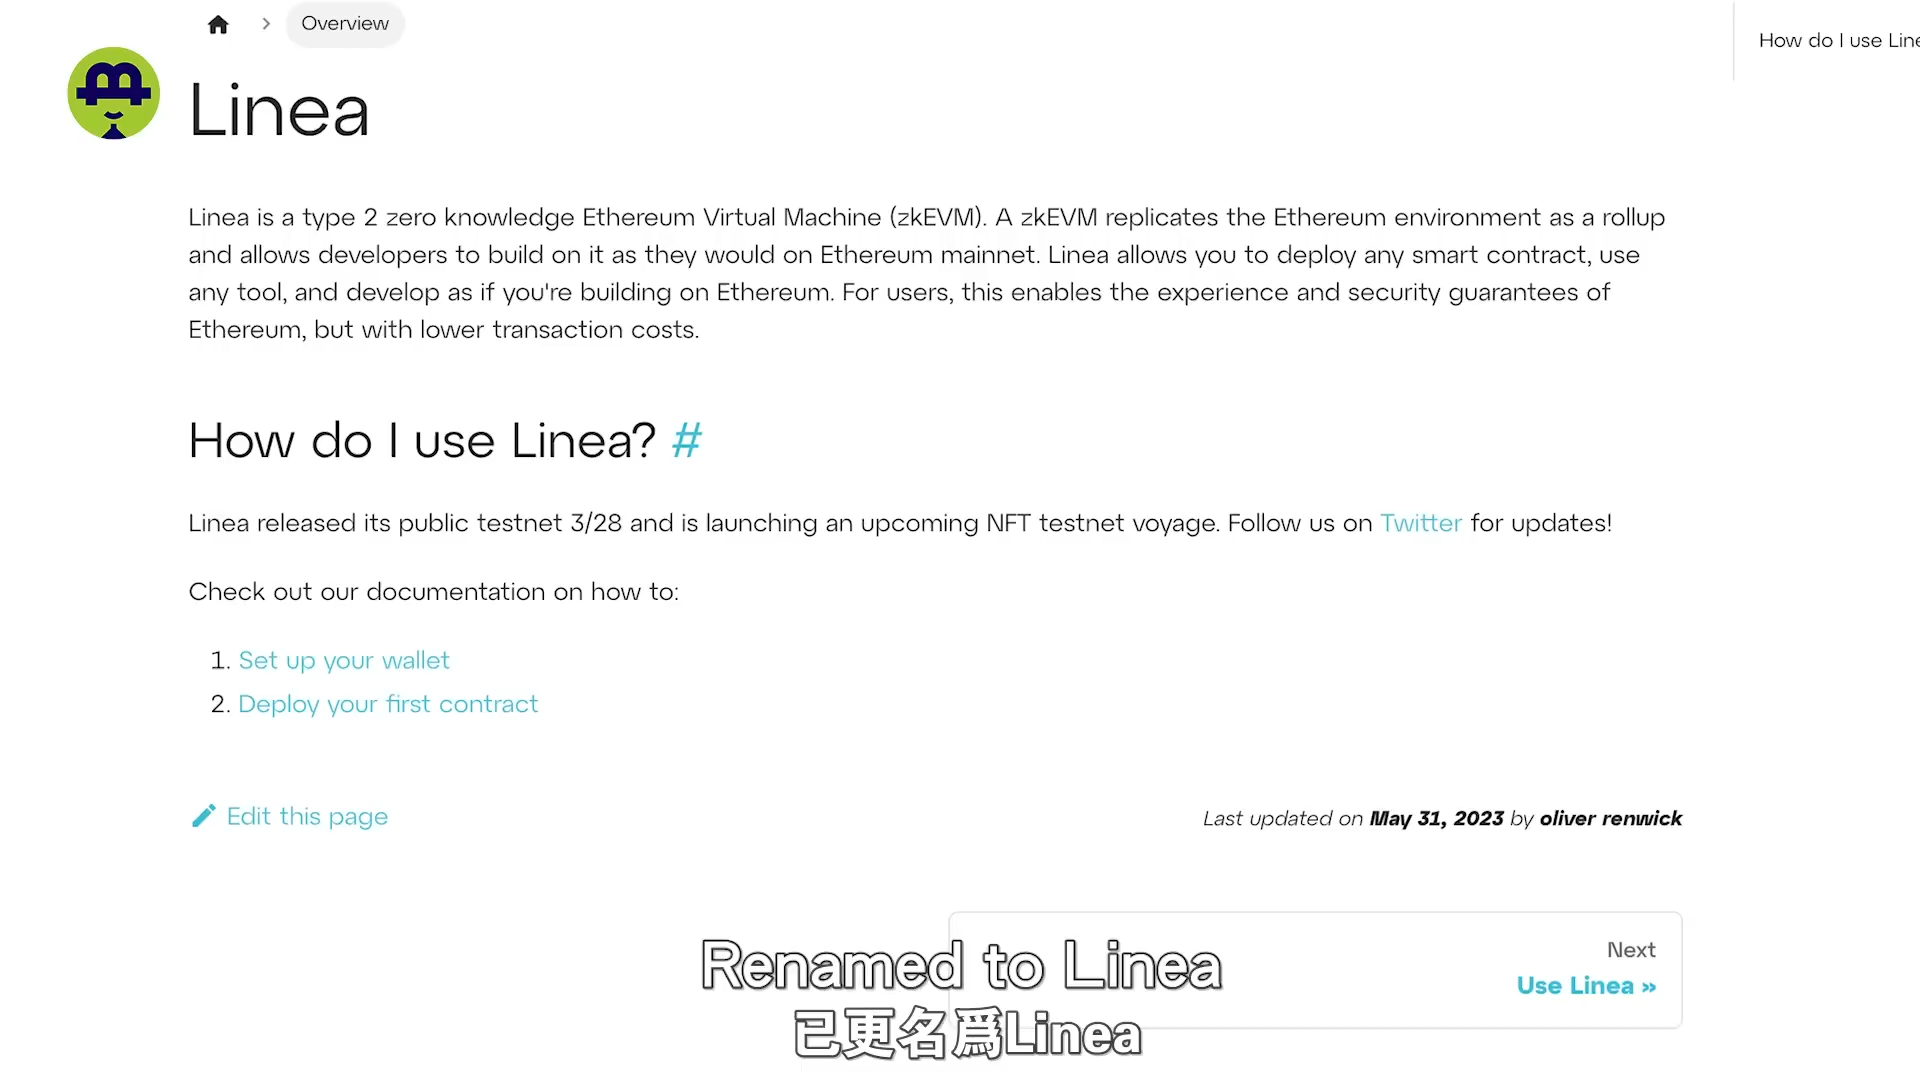 Overview
How do I use Line
Linea
Linea is a type 2 zero knowledge Ethereum Virtual Machine (zkEVM). A zkEVM replicates the Ethereum environment as a rollup
and allows developers to build on it as they would on Ethereum mainnet. Linea allows you to deploy any smart contract, use
any tool, and develop as if you're building on Ethereum. For users, this enables the experience and security guarantees of
Ethereum, but with lower transaction costs.
How do I use Linea? #
Linea released its public testnet 3/28 and is launching an upcoming NFT testnet voyage. Follow us on Twitter for updates!
Check out our documentation on how to:
1. Set up your wallet
2. Deploy your first contract
Edit this page
Last updated on May 31, 2023 by oliver renwick
Next
Use Linea »
Renamed to Linea
已更名爲Linea